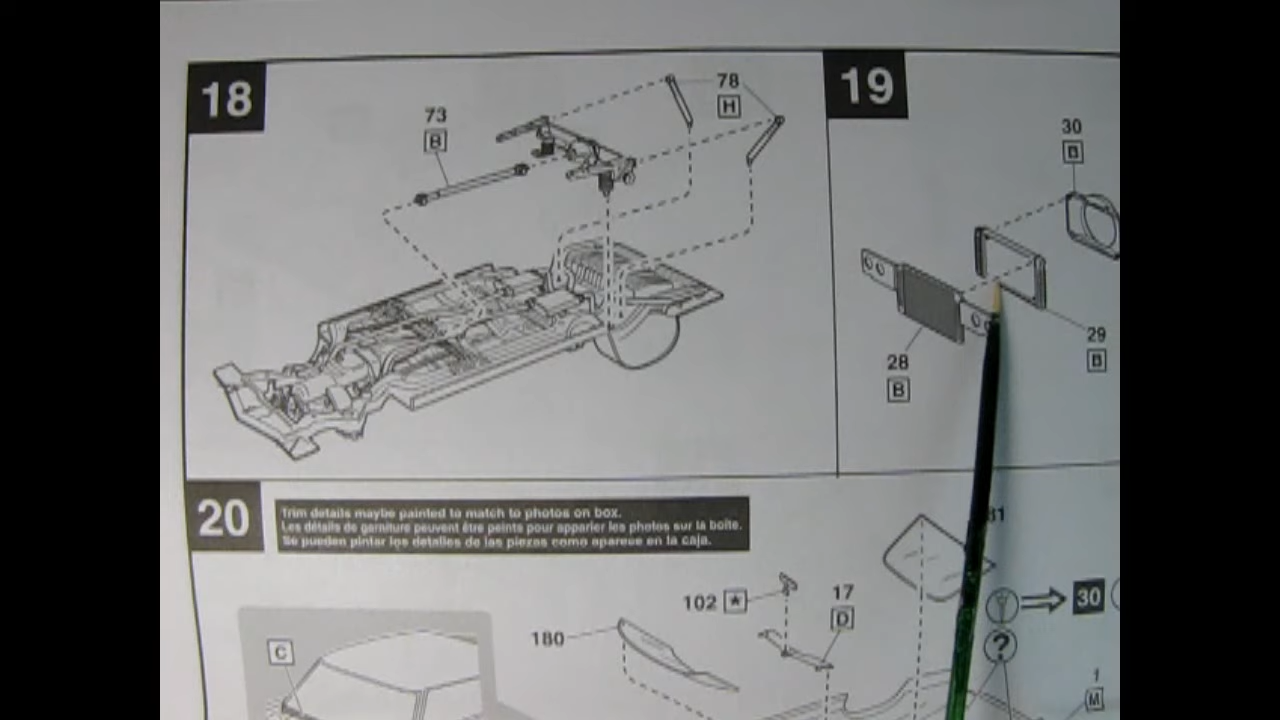 18
73
B
78
H
19
30
B
29
B
28
B
20
Trim details maybe painted to match to photos on box.
Les détails de garniture peuvent être peints pour apparier les photos sur la boîte.
Se pueden pintar los detalles de las piezas como aparece en la caja.
102 ★
17
D
180
C
30
?
1
M